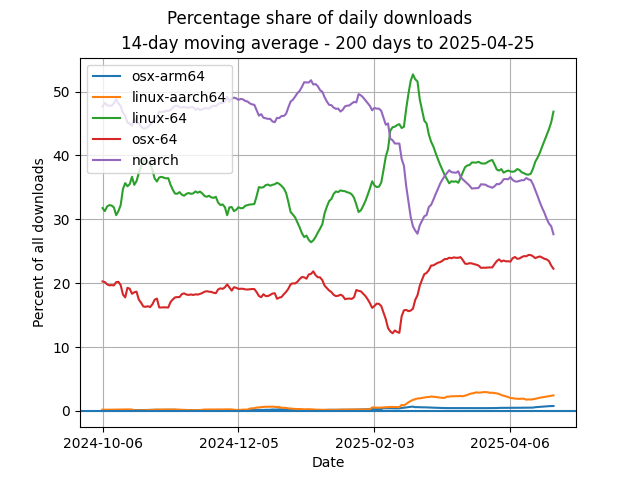 Percentage share of daily downloads
14-day moving average - 200 days to 2025-04-25
osx-arm64
linux-aarch64
linux-64
osx-64
noarch
Percent of all downloads
50
40
30
20
10
0
2024-10-06 2024-12-05 2025-02-03 2025-04-06
Date